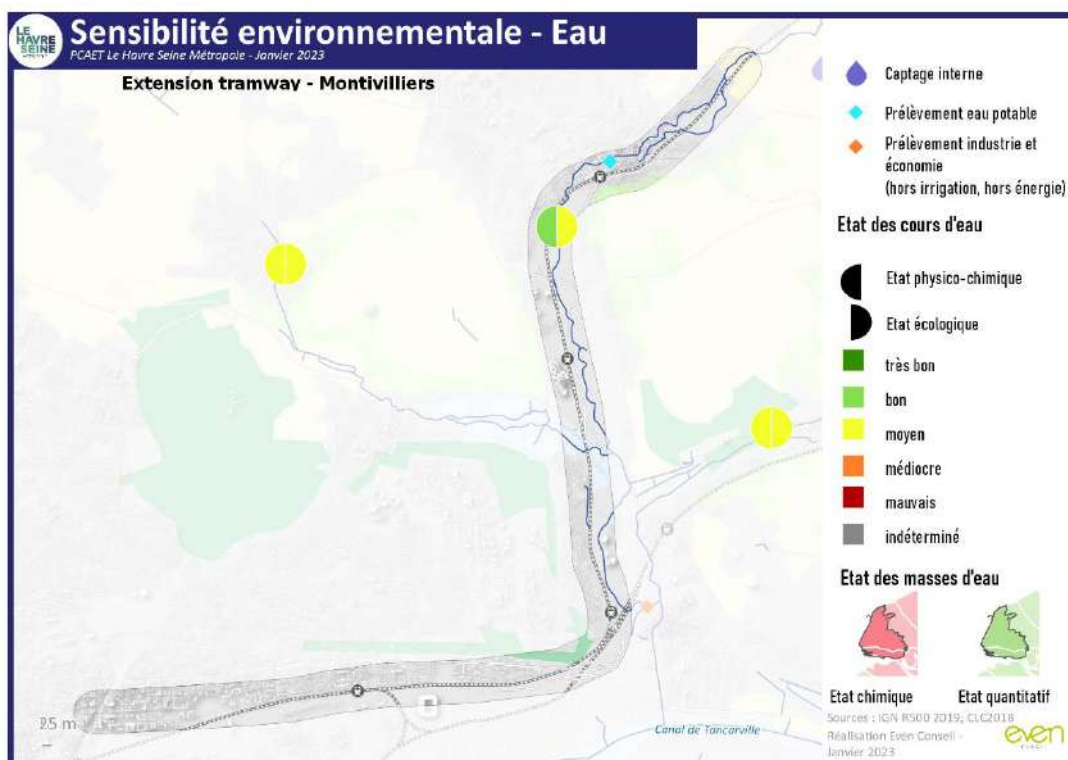 LE
HAVRE
SEINE
Sensibilité environnementale - Eau
PCAET Le Havre Seine Métropole - Janvier 2023
Extension tramway - Montivilliers
Captage interne
Prélèvement eau potable
Prélèvement industrie et
économie
(hors irrigation, hors énergie)
Etat des cours d'eau
Etat physico-chimique
Etat écologique
très bon
bon
moyen
médiocre
mauvais
indéterminé
Etat des masses d'eau
Etat chimique
Etat quantitatif
Sources : IGN R500 2019; CLC2018
Réalisation Even Conseil -
Janvier 2023
even
25 m
Canal de Tancarville